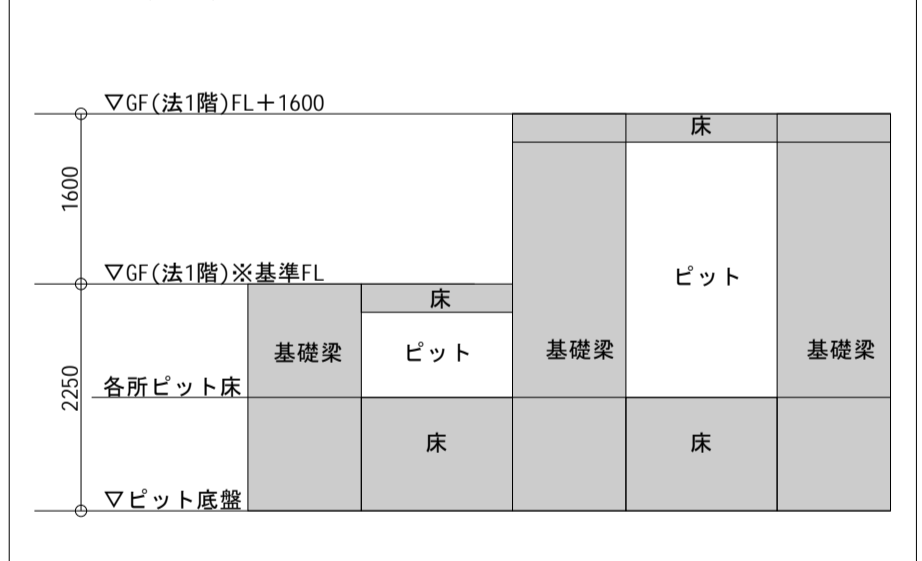 ▽GF(法1階)FL+1600
床
1600
ピット
▽GF(法1階)※基準FL
床
基礎梁
ピット
基礎梁
基礎梁
2250
各所ピット床
床
床
▽ピット底盤